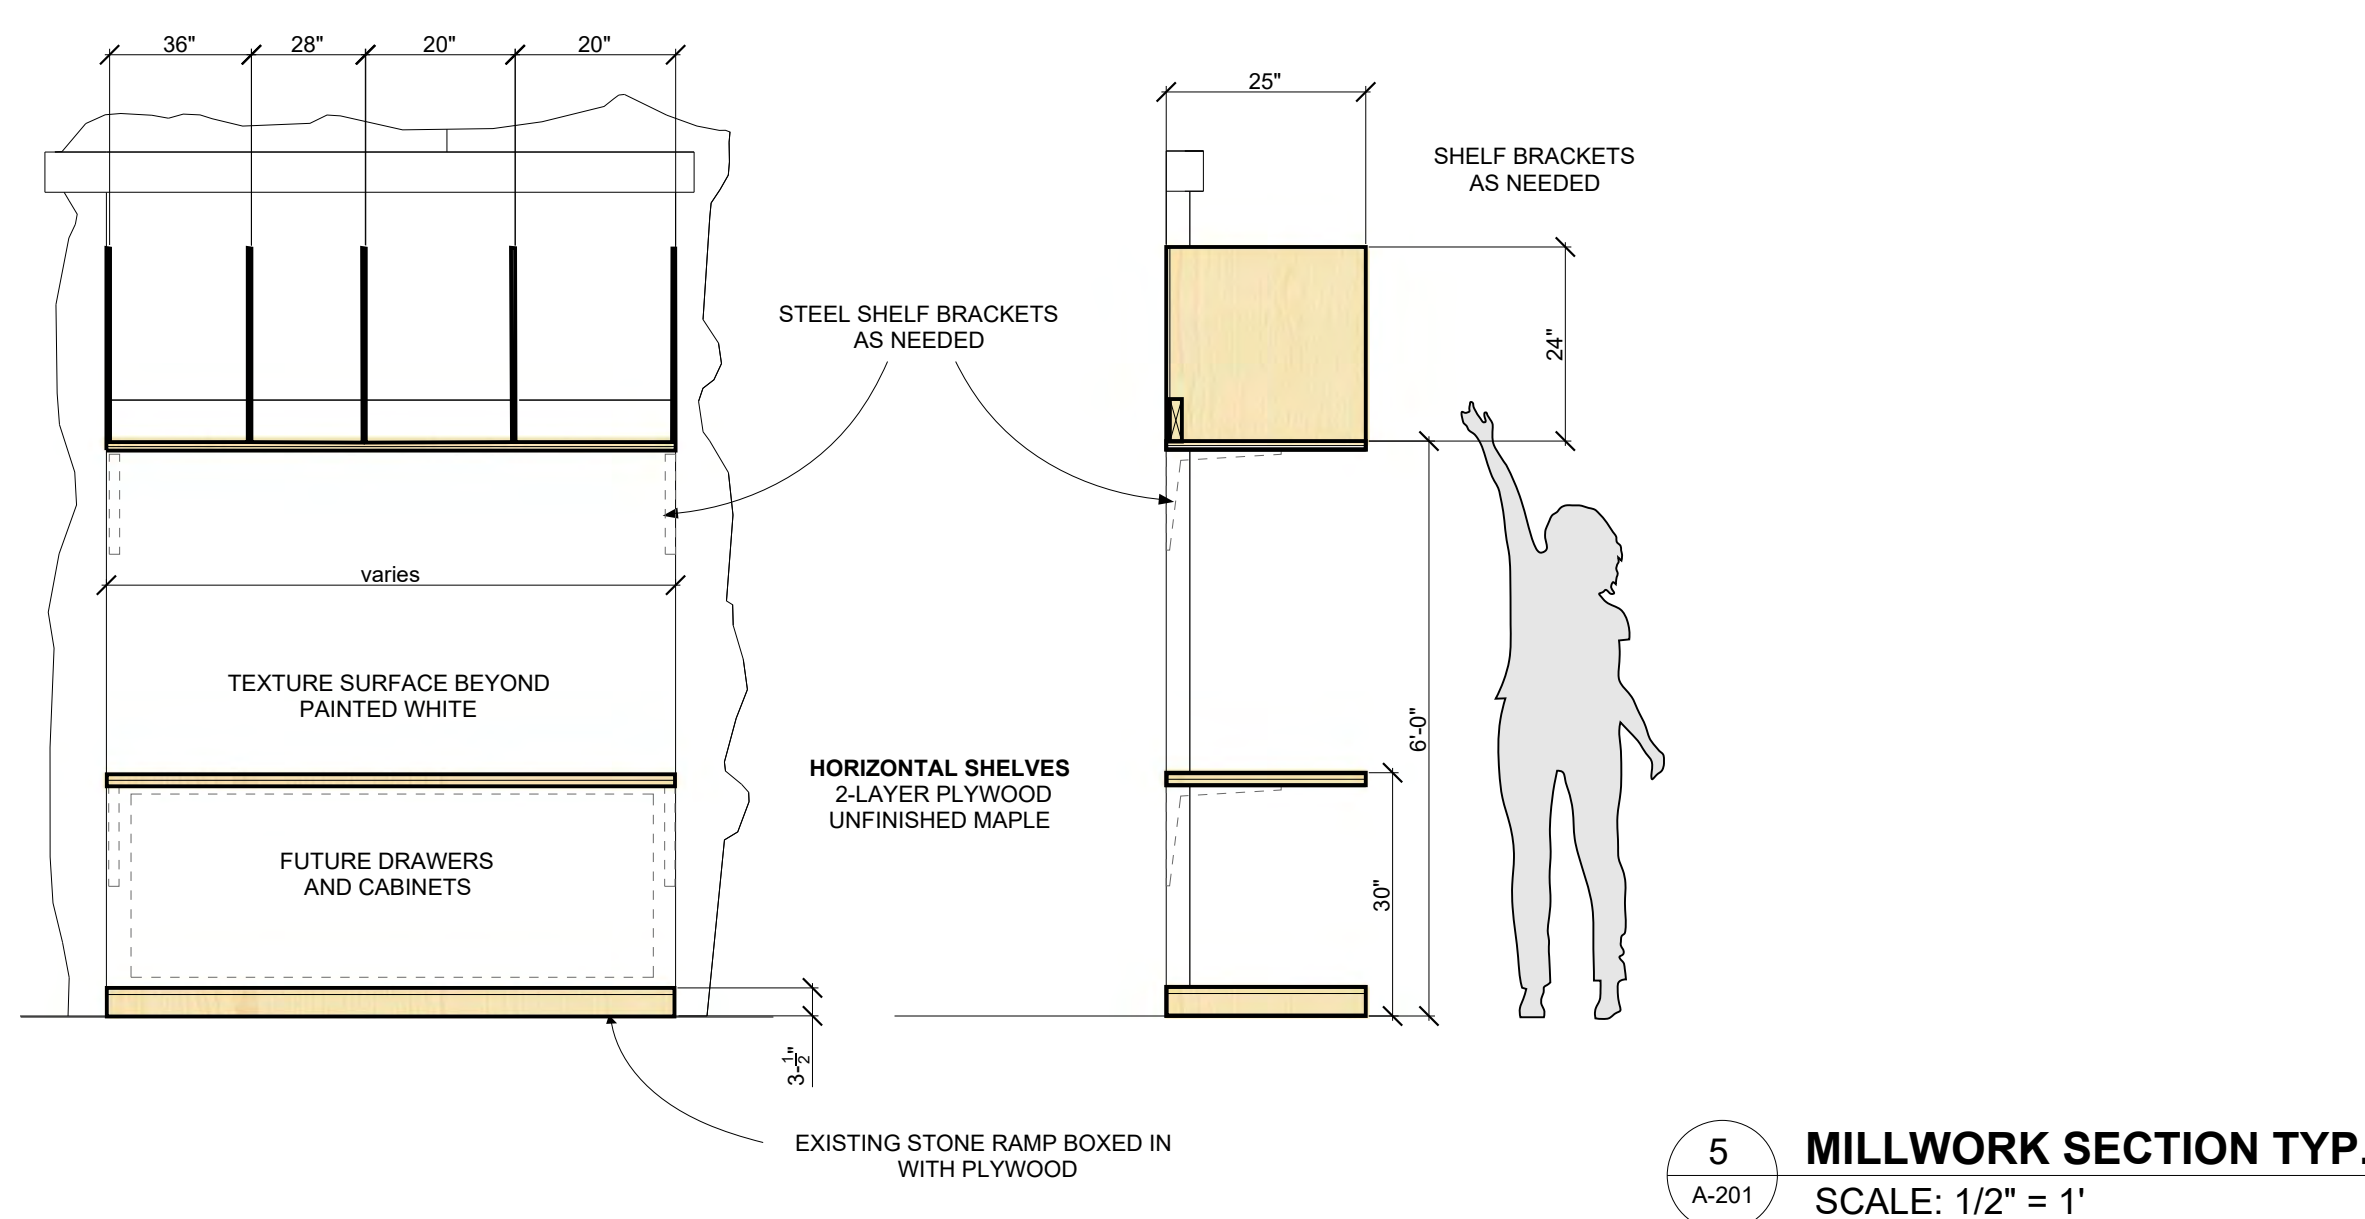 36" 28" 20" 20"
25"
SHELF BRACKETS
AS NEEDED
STEEL SHELF BRACKETS
AS NEEDED
24"
varies
TEXTURE SURFACE BEYOND
PAINTED WHITE
6'-0"
HORIZONTAL SHELVES
2-LAYER PLYWOOD
UNFINISHED MAPLE
FUTURE DRAWERS
AND CABINETS
30"
3-1/2"
EXISTING STONE RAMP BOXED IN
WITH PLYWOOD
5
A-201
MILLWORK SECTION TYP.
SCALE: 1/2" = 1'